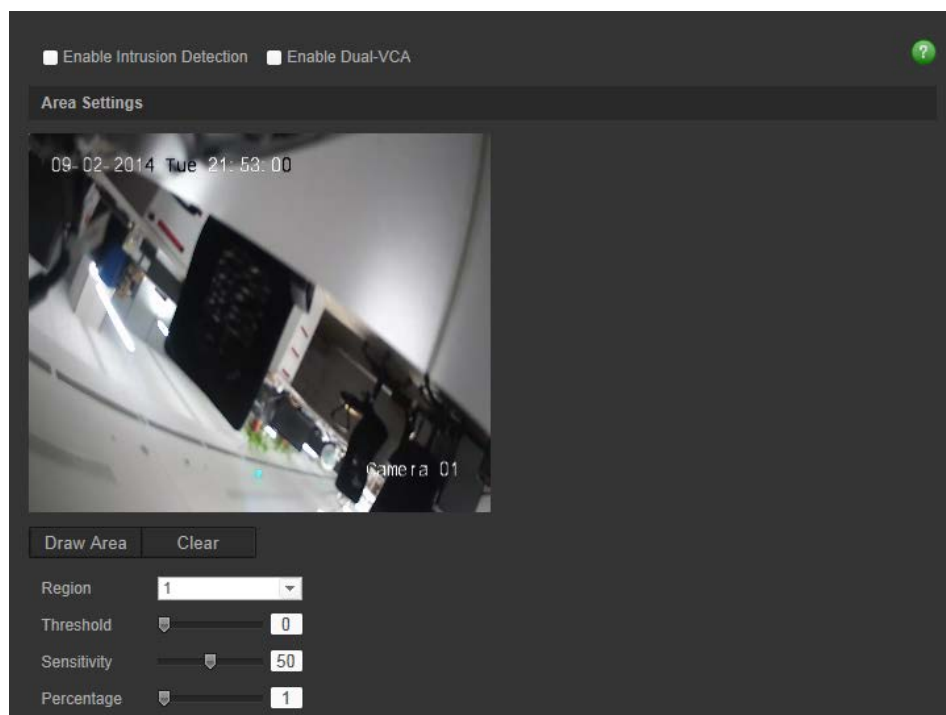 Enable Intrusion Detection Enable Dual-VCA
?
Area Settings
09-02-2014 Tue 21:53:00
Camera 01
Draw Area Clear
Region 1
Threshold 0
Sensitivity 50
Percentage 1